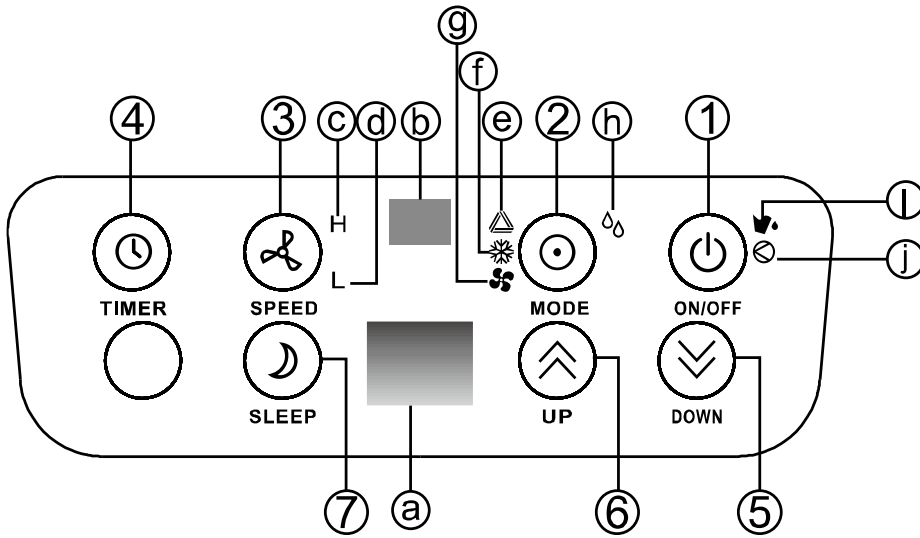 g
f
4 3 c d b e 2 h 1
H
l
L
j
TIMER SPEED MODE ON/OFF
SLEEP UP DOWN
7 a 6 5